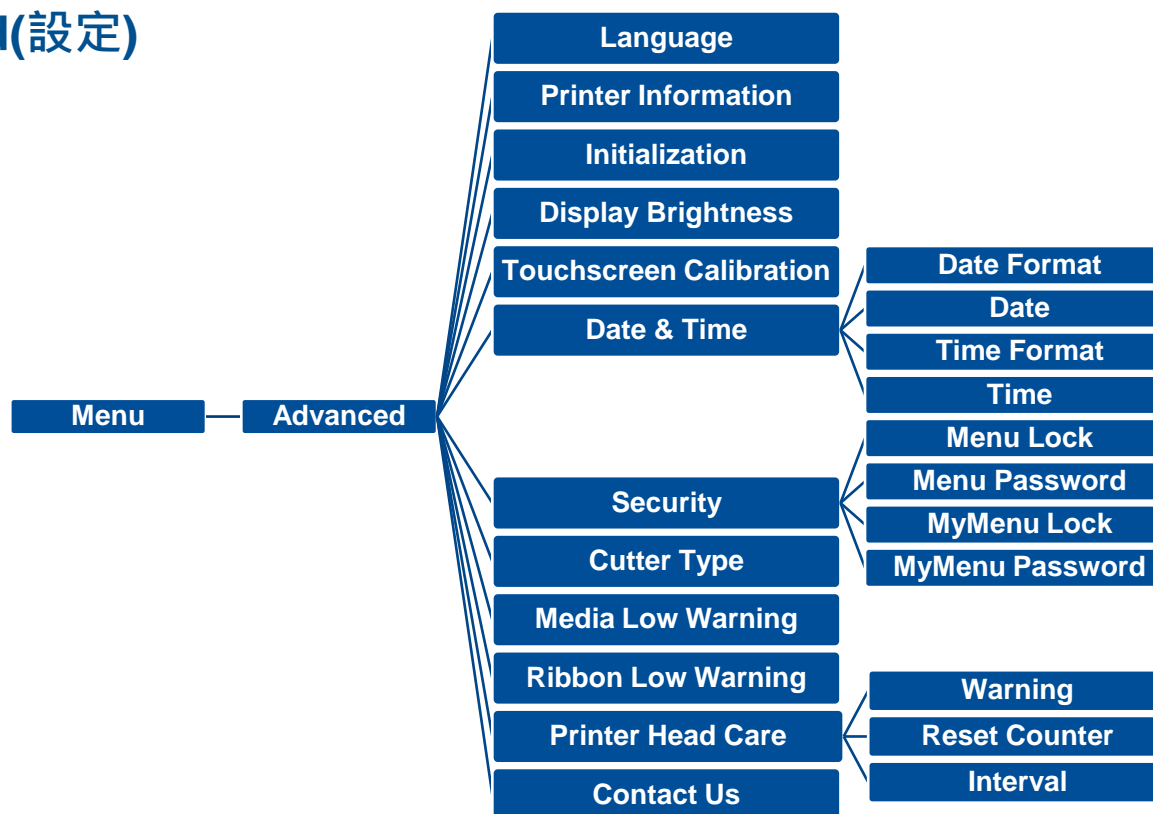 d(設定)
Language
Printer Information
Initialization
Display Brightness
Touchscreen Calibration
Date & Time
Date Format
Date
Time Format
Time
Menu
Advanced
Security
Menu Lock
Menu Password
MyMenu Lock
MyMenu Password
Cutter Type
Media Low Warning
Ribbon Low Warning
Printer Head Care
Warning
Reset Counter
Interval
Contact Us